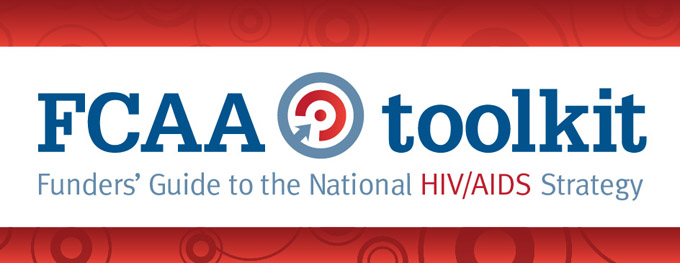 FCAA toolkit
Funders’ Guide to the National HIV/AIDS Strategy